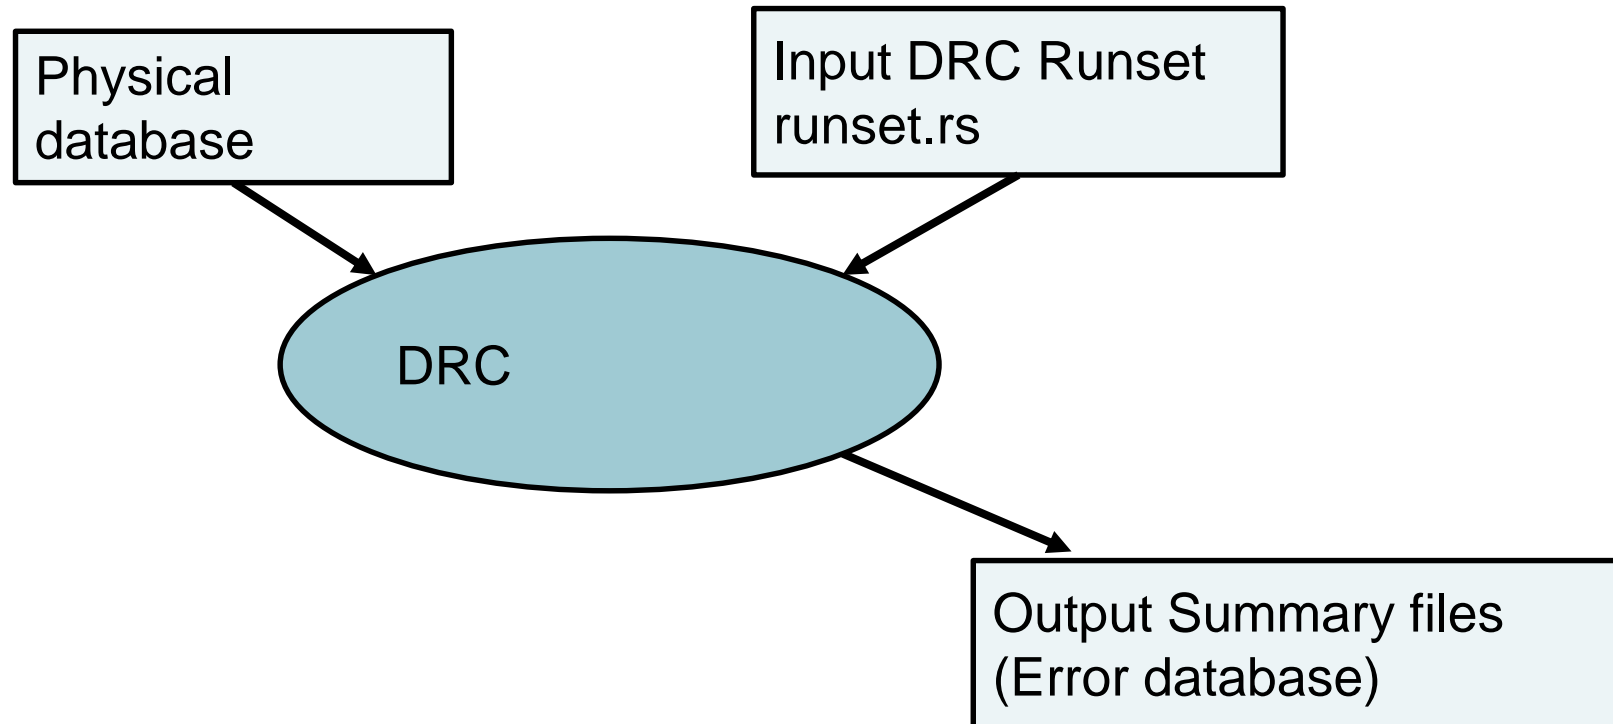 Physical
database
Input DRC Runset
runset.rs
DRC
Output Summary files
(Error database)